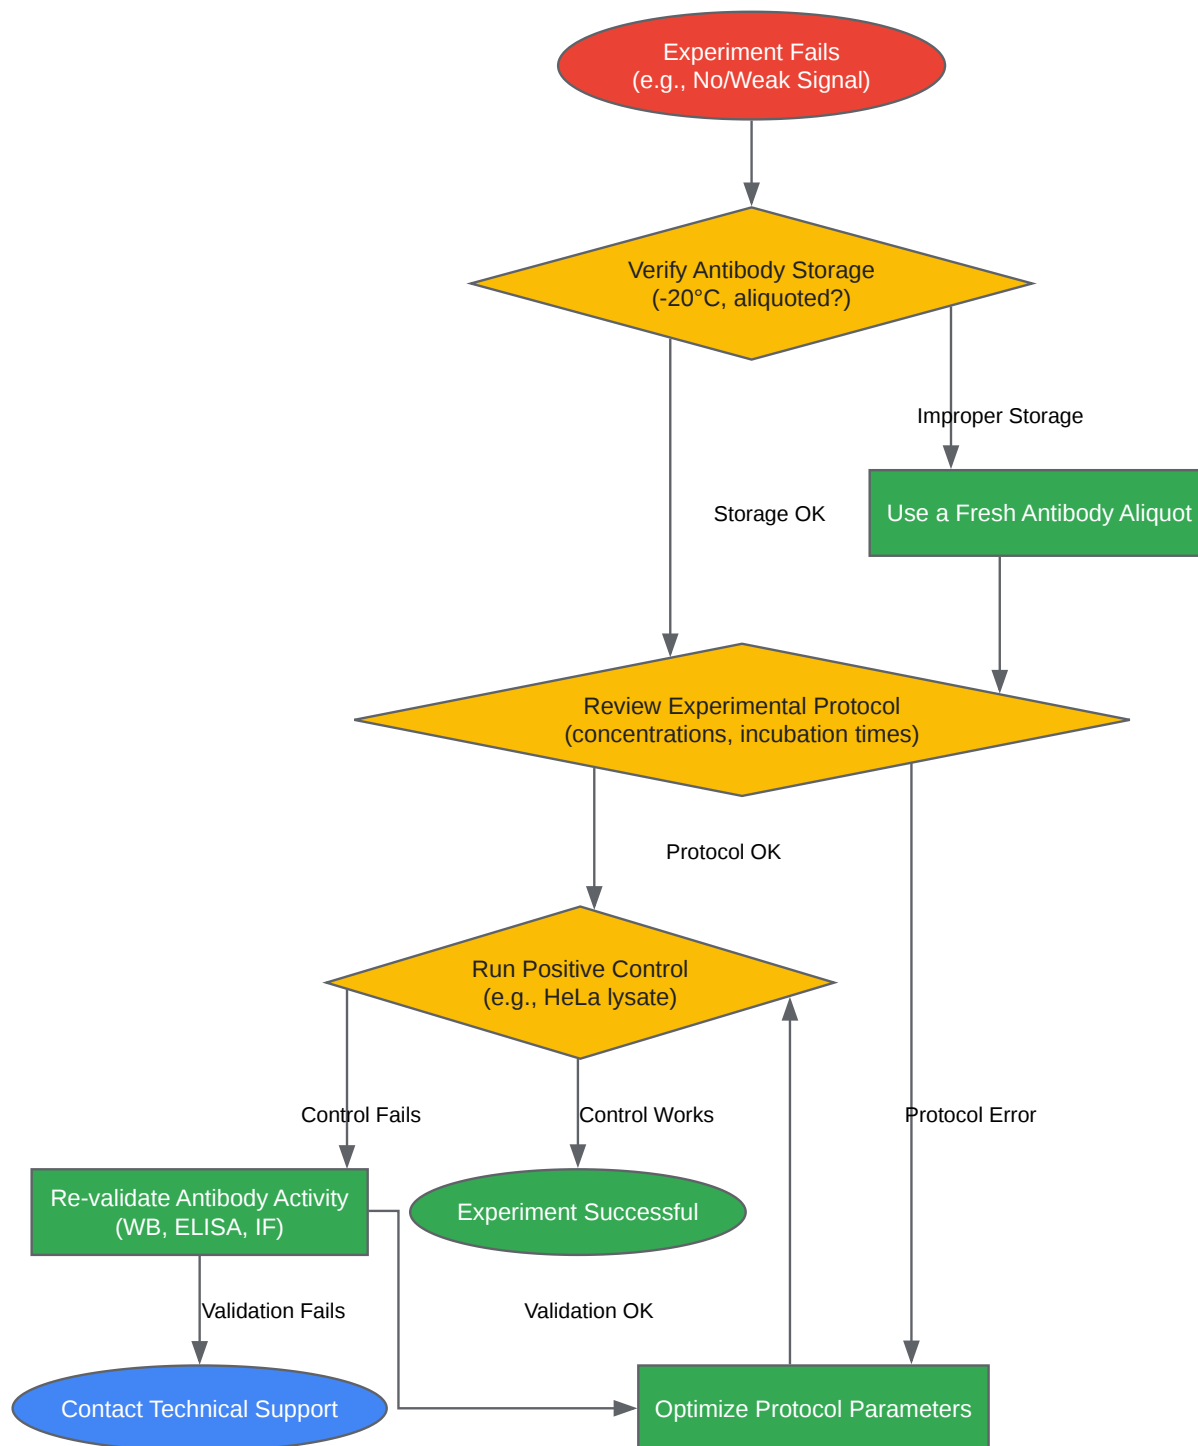 Experiment Fails
(e.g., No/Weak Signal)
Verify Antibody Storage
(-20°C, aliquoted?)
Improper Storage
Storage OK
Use a Fresh Antibody Aliquot
Review Experimental Protocol
(concentrations, incubation times)
Protocol OK
Run Positive Control
(e.g., HeLa lysate)
Control Fails
Control Works
Protocol Error
Re-validate Antibody Activity
(WB, ELISA, IF)
Experiment Successful
Validation Fails
Validation OK
Contact Technical Support
Optimize Protocol Parameters